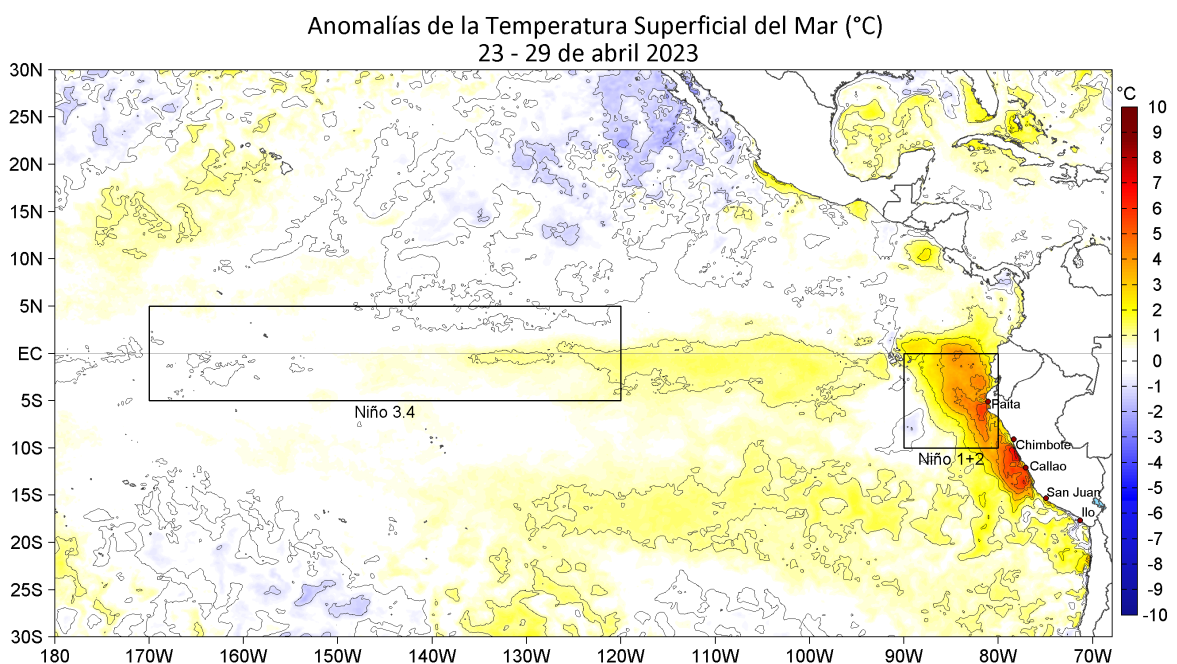 Anomalías de la Temperatura Superficial del Mar (°C)
23 - 29 de abril 2023
30N
25N
20N
15N
10N
5N
EC
5S
10S
15S
20S
25S
30S
180
170W
160W
150W
140W
130W
120W
110W
100W
90W
80W
70W
Niño 3.4
Niño 1+2
Paita
Chimbote
Callao
San Juan
Ilo
°C
10
9
8
7
6
5
4
3
2
1
0
-1
-2
-3
-4
-5
-6
-7
-8
-9
-10